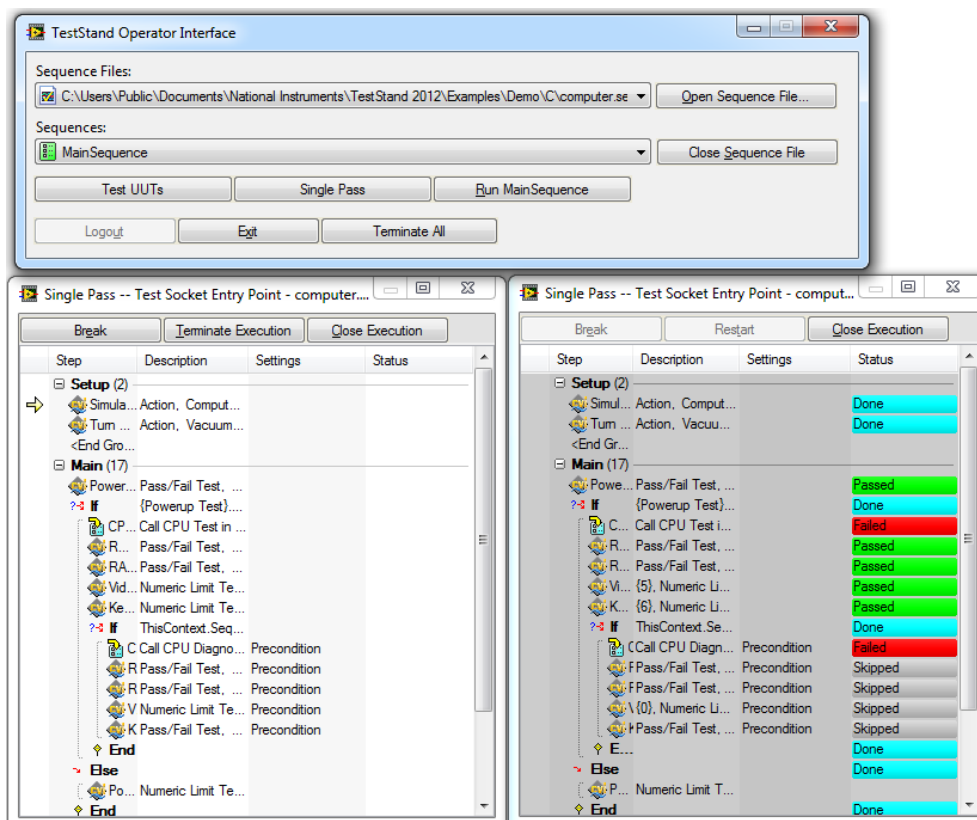 TestStand Operator Interface
Sequence Files:
C:\Users\Public\Documents\National Instruments\TestStand 2012\Examples\Demo\C\computer.se
Open Sequence File...
Sequences:
MainSequence
Close Sequence File
Test UUTs Single Pass Run MainSequence
Logout Exit Terminate All
Single Pass -- Test Socket Entry Point - computer....
Break Terminate Execution Close Execution
Step Description Settings Status
Setup (2)
Simula... Action, Comput...
Turn ... Action, Vacuum...
<End Gro...
Main (17)
Power... Pass/Fail Test, ...
If {Powerup Test}....
CP... Call CPU Test in ...
R... Pass/Fail Test, ...
RA... Pass/Fail Test, ...
Vid... Numeric Limit Te...
Ke... Numeric Limit Te...
If ThisContext.Seq...
C Call CPU Diagno... Precondition
R Pass/Fail Test, ... Precondition
R Pass/Fail Test, ... Precondition
V Numeric Limit Te... Precondition
K Pass/Fail Test, ... Precondition
End
Else
Po... Numeric Limit Te...
End
Single Pass -- Test Socket Entry Point - comput...
Break Restart Close Execution
Step Description Settings Status
Setup (2)
Simul... Action, Comput... Done
Turn ... Action, Vacuu... Done
<End Gr...
Main (17)
Powe... Pass/Fail Test, ... Passed
If {Powerup Test}.... Done
C... Call CPU Test i... Failed
R... Pass/Fail Test, ... Passed
R... Pass/Fail Test, ... Passed
Vi... {5}, Numeric Li... Passed
K... {6}, Numeric Li... Passed
If ThisContext.Se... Done
Call CPU Diagn... Precondition Failed
Pass/Fail Test, ... Precondition Skipped
Pass/Fail Test, ... Precondition Skipped
{0}, Numeric Li... Precondition Skipped
Pass/Fail Test, ... Precondition Skipped
E... Done
Else Done
P... Numeric Limit T...
End Done